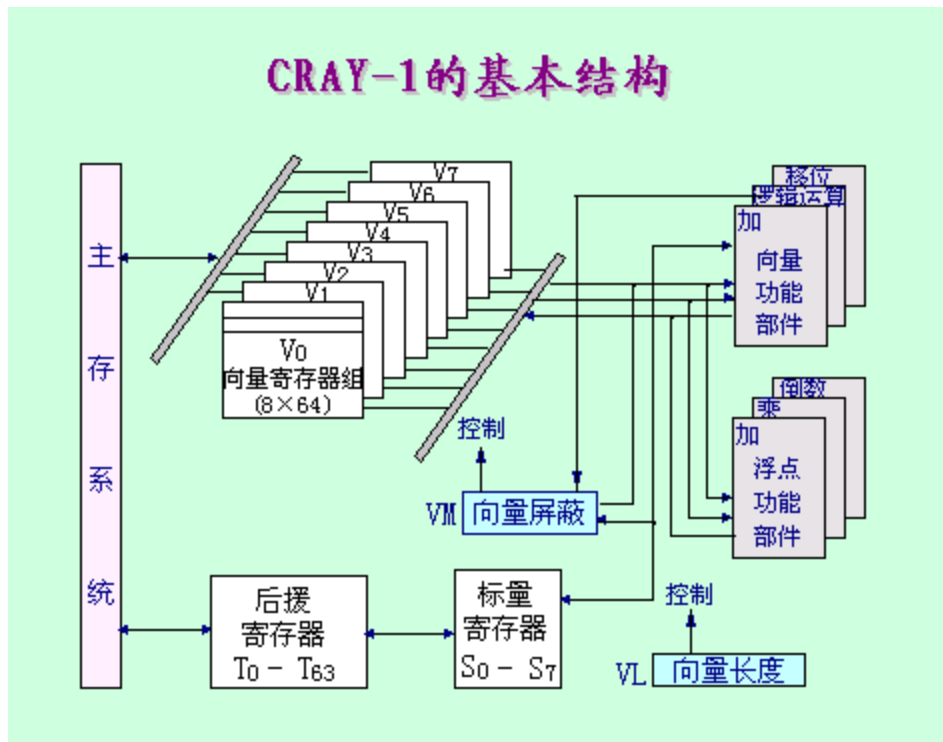 CRAY-1的基本结构
主存系统
V7
V6
V5
V4
V3
V2
V1
V0
向量寄存器组
(8×64)
移位
逻辑运算
加
向量
功能
部件
倒数
乘
加
浮点
功能
部件
控制
VM 向量屏蔽
后援
寄存器
T0 - T63
标量
寄存器
S0 - S7
控制
VL 向量长度